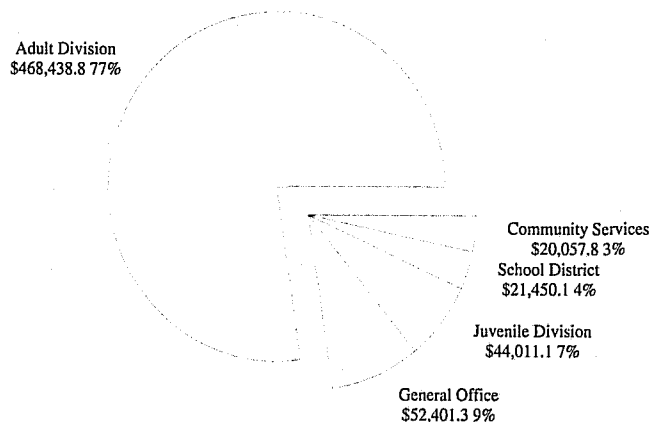 Adult Division
$468,438.8 77%
Community Services
$20,057.8 3%
School District
$21,450.1 4%
Juvenile Division
$44,011.1 7%
General Office
$52,401.3 9%